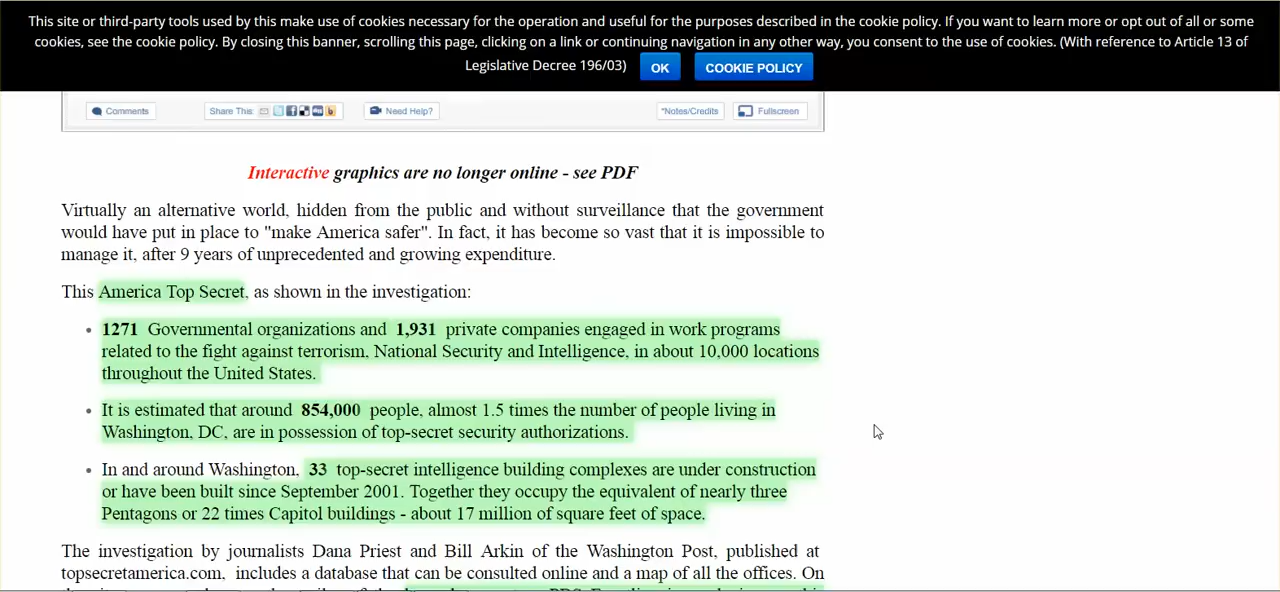 This site or third-party tools used by this make use of cookies necessary for the operation and useful for the purposes described in the cookie policy. If you want to learn more or opt out of all or some
cookies, see the cookie policy. By closing this banner, scrolling this page, clicking on a link or continuing navigation in any other way, you consent to the use of cookies. (With reference to Article 13 of
Legislative Decree 196/03) OK COOKIE POLICY
Comments Share This: Need Help? *Notes/Credits Fullscreen
Interactive graphics are no longer online - see PDF
Virtually an alternative world, hidden from the public and without surveillance that the government
would have put in place to "make America safer". In fact, it has become so vast that it is impossible to
manage it, after 9 years of unprecedented and growing expenditure.
This America Top Secret, as shown in the investigation:
• 1271 Governmental organizations and 1,931 private companies engaged in work programs
related to the fight against terrorism, National Security and Intelligence, in about 10,000 locations
throughout the United States.
• It is estimated that around 854,000 people, almost 1.5 times the number of people living in
Washington, DC, are in possession of top-secret security authorizations.
• In and around Washington, 33 top-secret intelligence building complexes are under construction
or have been built since September 2001. Together they occupy the equivalent of nearly three
Pentagons or 22 times Capitol buildings - about 17 million of square feet of space.
The investigation by journalists Dana Priest and Bill Arkin of the Washington Post, published at
topsecretamerica.com, includes a database that can be consulted online and a map of all the offices. On